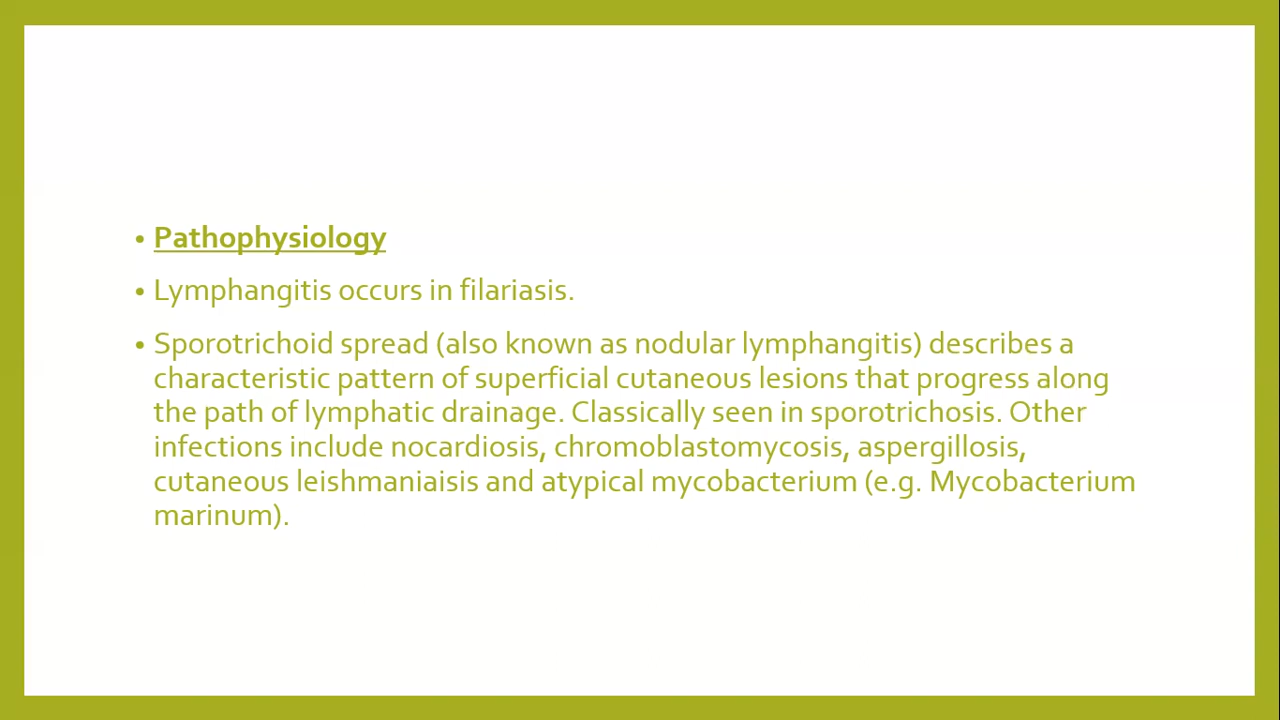 • Pathophysiology
• Lymphangitis occurs in filariasis.
• Sporotrichoid spread (also known as nodular lymphangitis) describes a
characteristic pattern of superficial cutaneous lesions that progress along
the path of lymphatic drainage. Classically seen in sporotrichosis. Other
infections include nocardiosis, chromoblastomycosis, aspergillosis,
cutaneous leishmaniaisis and atypical mycobacterium (e.g. Mycobacterium
marinum).